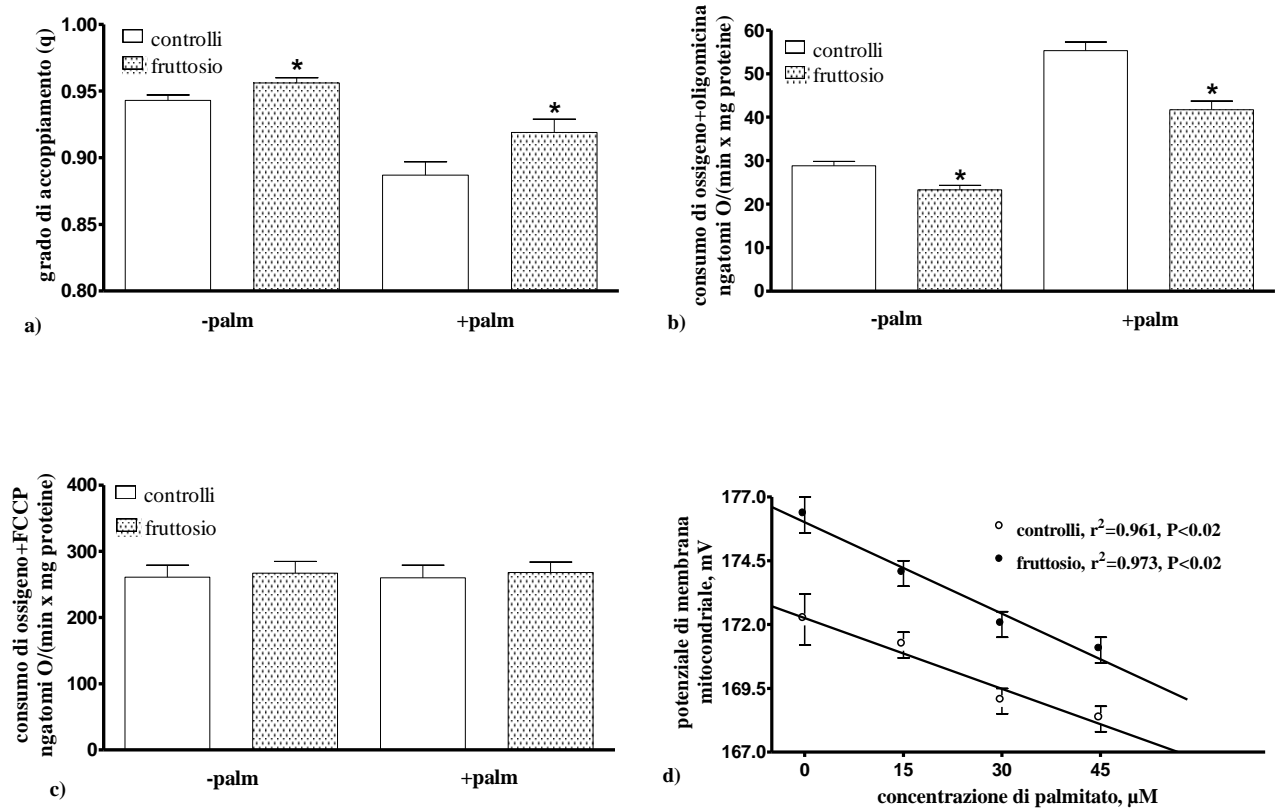 grado di accoppiamento (q)
1.00
0.95
0.90
0.85
0.80
controlli
fruttosio
*
*
-palm
+palm
a)
consumo di ossigeno+oligomicina
ngatomi O/(min x mg proteine)
60
50
40
30
20
10
0
controlli
fruttosio
*
*
-palm
+palm
b)
consumo di ossigeno+FCCP
ngatomi O/(min x mg proteine)
400
300
200
100
0
controlli
fruttosio
-palm
+palm
c)
potenziale di membrana
mitocondriale, mV
177.0
174.5
172.0
169.5
167.0
controlli, r²=0.961, P<0.02
fruttosio, r²=0.973, P<0.02
0 15 30 45
concentrazione di palmitato, µM
d)